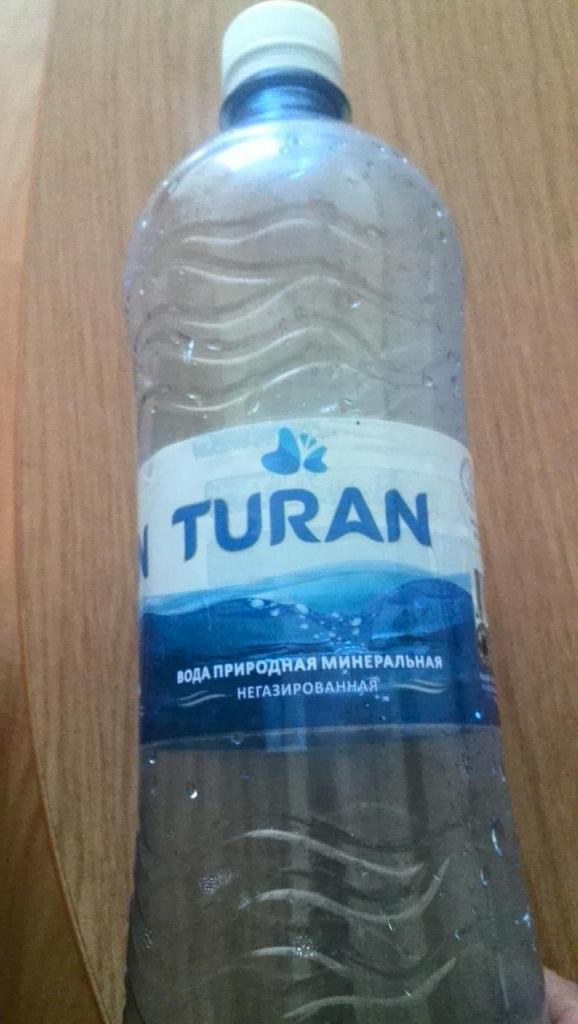 TURAN
ВОДА ПРИРОДНАЯ МИНЕРАЛЬНАЯ
НЕГАЗИРОВАННАЯ